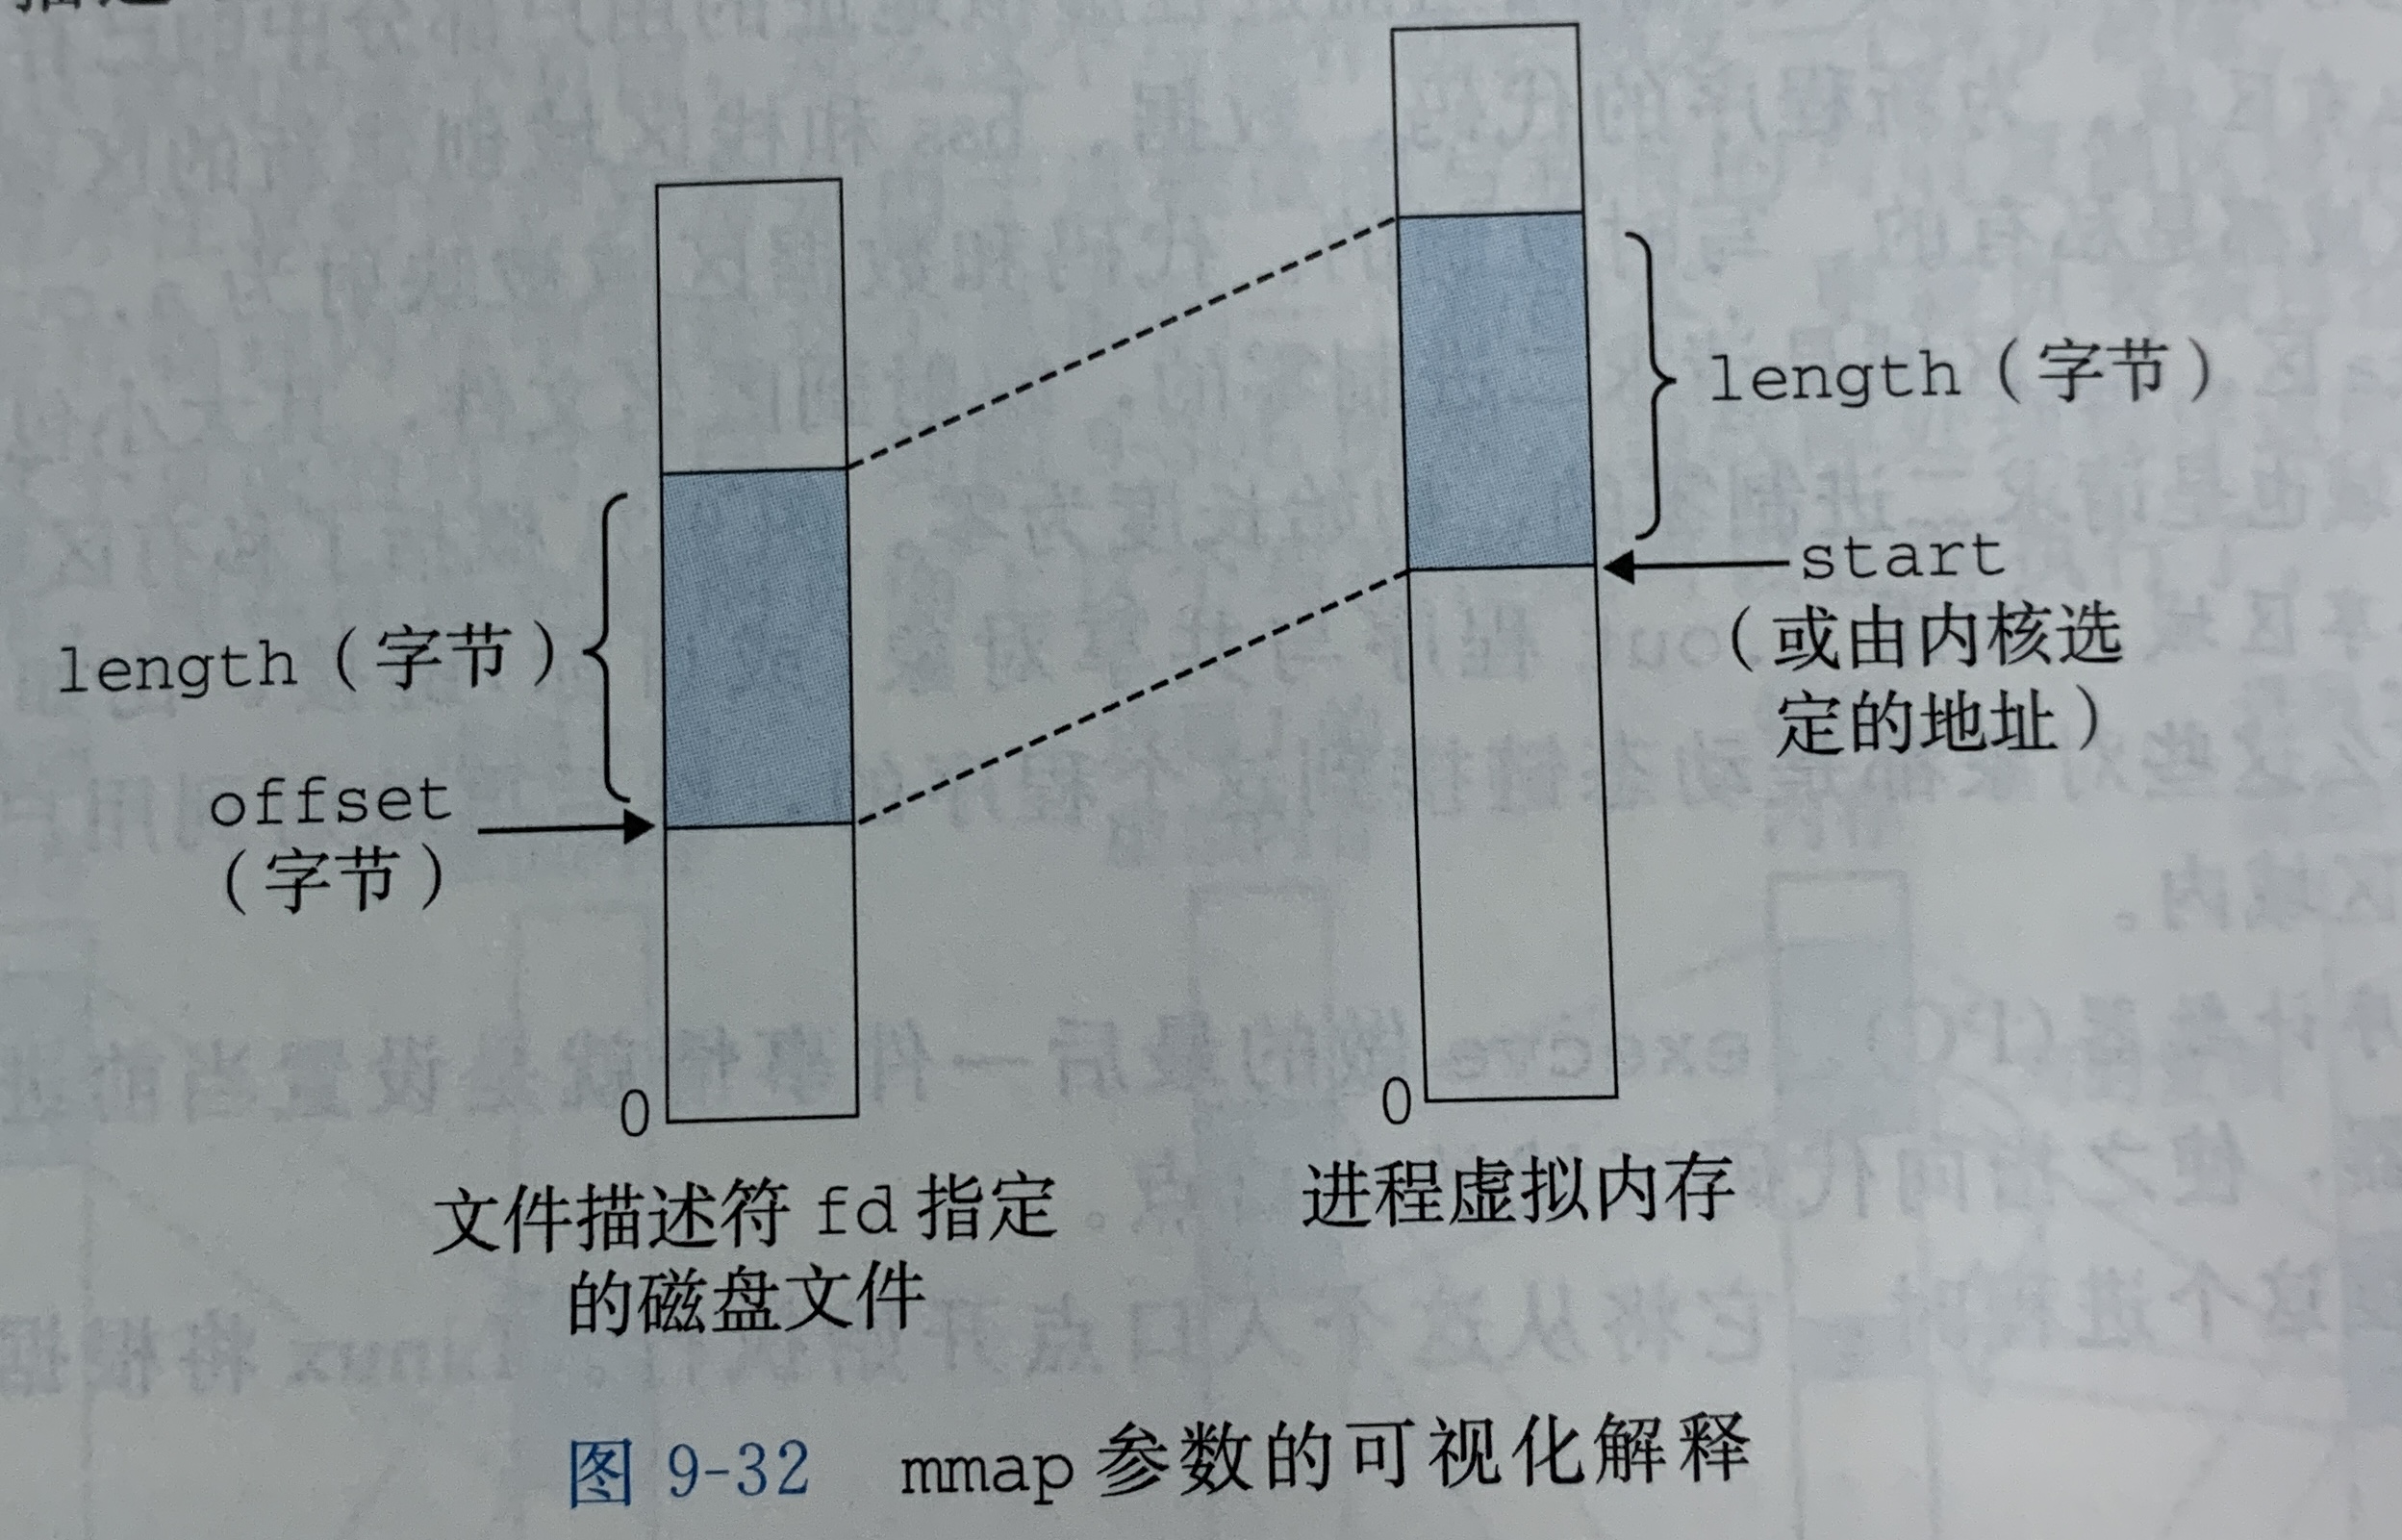 length（字节）
start
（或由内核选
定的地址）
length（字节）
offset
（字节）
0
0
文件描述符 fd 指定
的磁盘文件
进程虚拟内存
图 9-32 mmap 参数的可视化解释